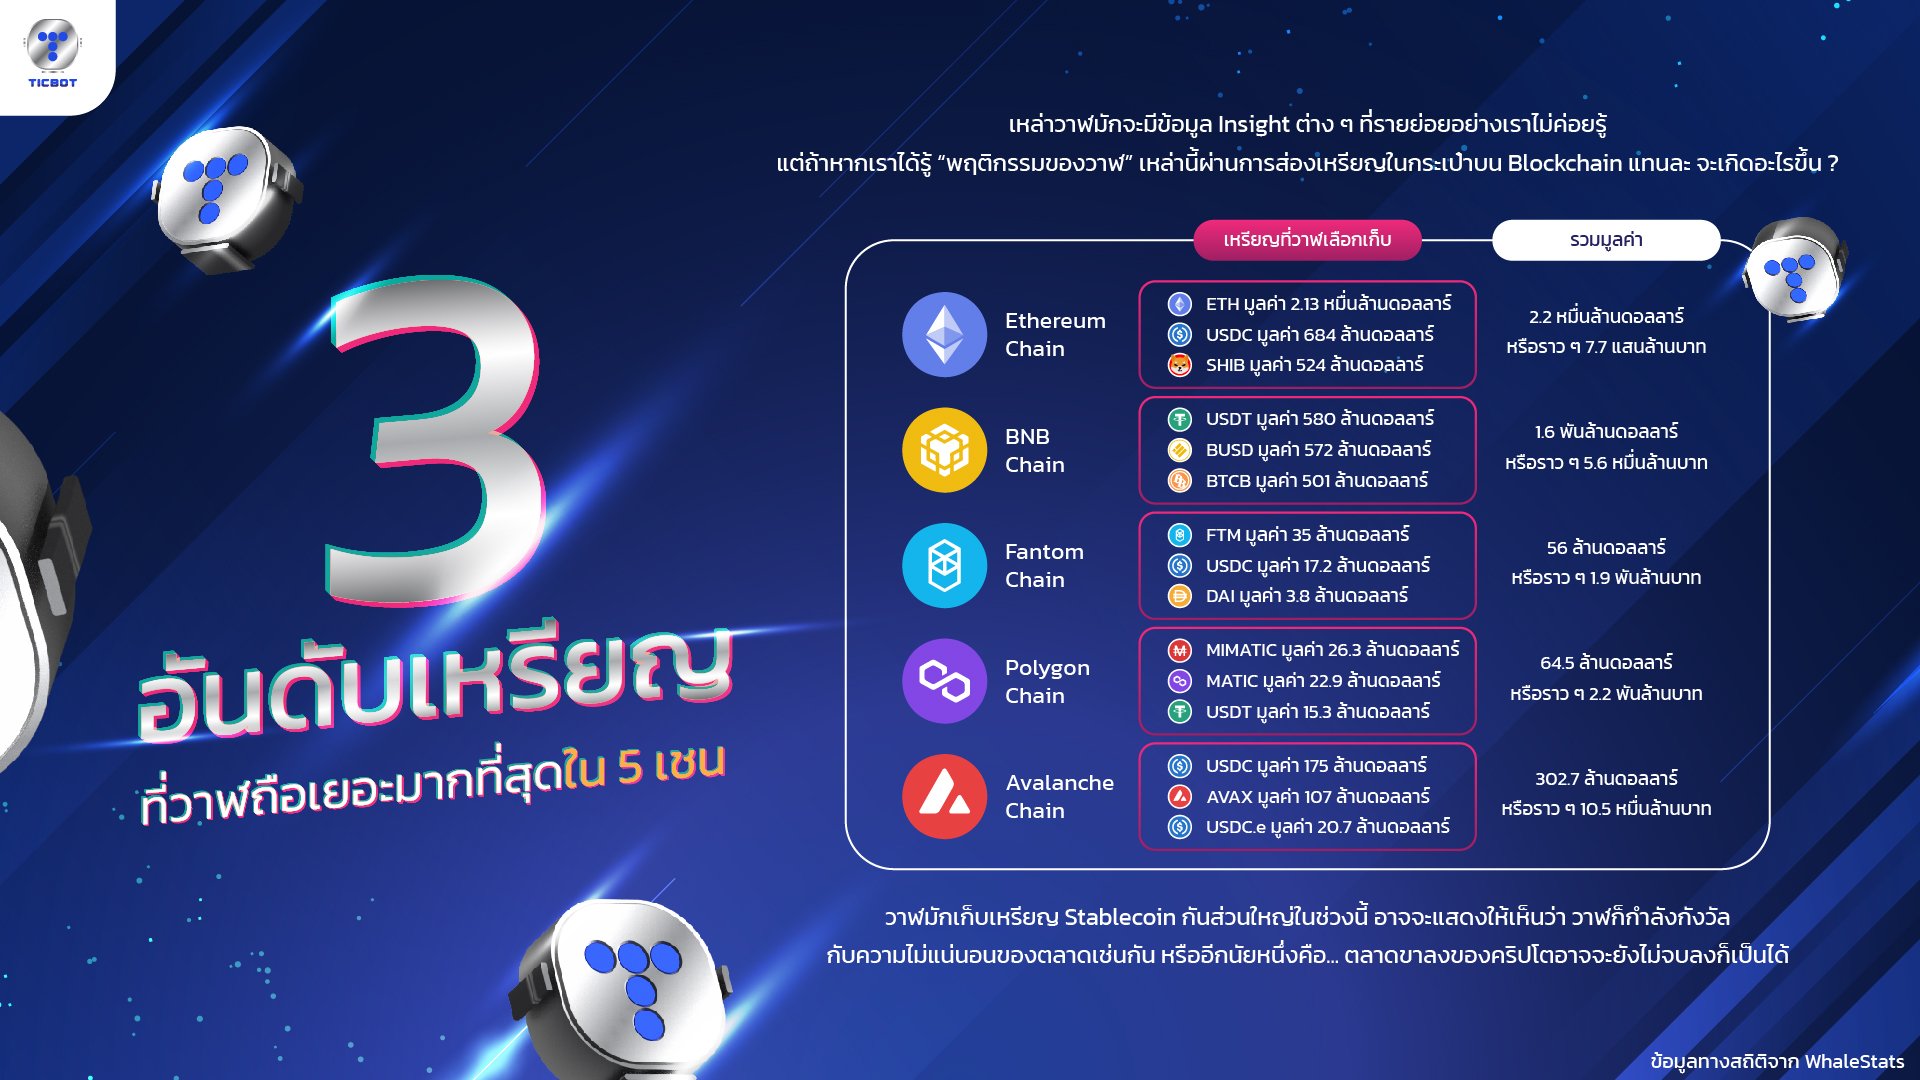 TICBOT
3
อันดับเหรียญ
ที่วาฬถือเยอะมากที่สุดใน 5 เชน
เหล่าวาฬมักจะมีข้อมูล Insight ต่าง ๆ ที่รายย่อยอย่างเราไม่ค่อยรู้
แต่ถ้าหากเราได้รู้ “พฤติกรรมของวาฬ” เหล่านี้ผ่านการส่องเหรียญในกระเป๋าบน Blockchain แทนละ จะเกิดอะไรขึ้น ?
เหรียญที่วาฬเลือกเก็บ
รวมมูลค่า
Ethereum
Chain
ETH มูลค่า 2.13 หมื่นล้านดอลลาร์
USDC มูลค่า 684 ล้านดอลลาร์
SHIB มูลค่า 524 ล้านดอลลาร์
2.2 หมื่นล้านดอลลาร์
หรือราว ๆ 7.7 แสนล้านบาท
BNB
Chain
USDT มูลค่า 580 ล้านดอลลาร์
BUSD มูลค่า 572 ล้านดอลลาร์
BTCB มูลค่า 501 ล้านดอลลาร์
1.6 พันล้านดอลลาร์
หรือราว ๆ 5.6 หมื่นล้านบาท
Fantom
Chain
FTM มูลค่า 35 ล้านดอลลาร์
USDC มูลค่า 17.2 ล้านดอลลาร์
DAI มูลค่า 3.8 ล้านดอลลาร์
56 ล้านดอลลาร์
หรือราว ๆ 1.9 พันล้านบาท
Polygon
Chain
MIMATIC มูลค่า 26.3 ล้านดอลลาร์
MATIC มูลค่า 22.9 ล้านดอลลาร์
USDT มูลค่า 15.3 ล้านดอลลาร์
64.5 ล้านดอลลาร์
หรือราว ๆ 2.2 พันล้านบาท
Avalanche
Chain
USDC มูลค่า 175 ล้านดอลลาร์
AVAX มูลค่า 107 ล้านดอลลาร์
USDC.e มูลค่า 20.7 ล้านดอลลาร์
302.7 ล้านดอลลาร์
หรือราว ๆ 10.5 หมื่นล้านบาท
วาฬมักเก็บเหรียญ Stablecoin กันส่วนใหญ่ในช่วงนี้ อาจจะแสดงให้เห็นว่า วาฬก็กำลังกังวัล
กับความไม่แน่นอนของตลาดเช่นกัน หรืออีกนัยหนึ่งคือ... ตลาดขาลงของคริปโตอาจจะยังไม่จบลงก็เป็นได้
ข้อมูลทางสถิติจาก WhaleStats